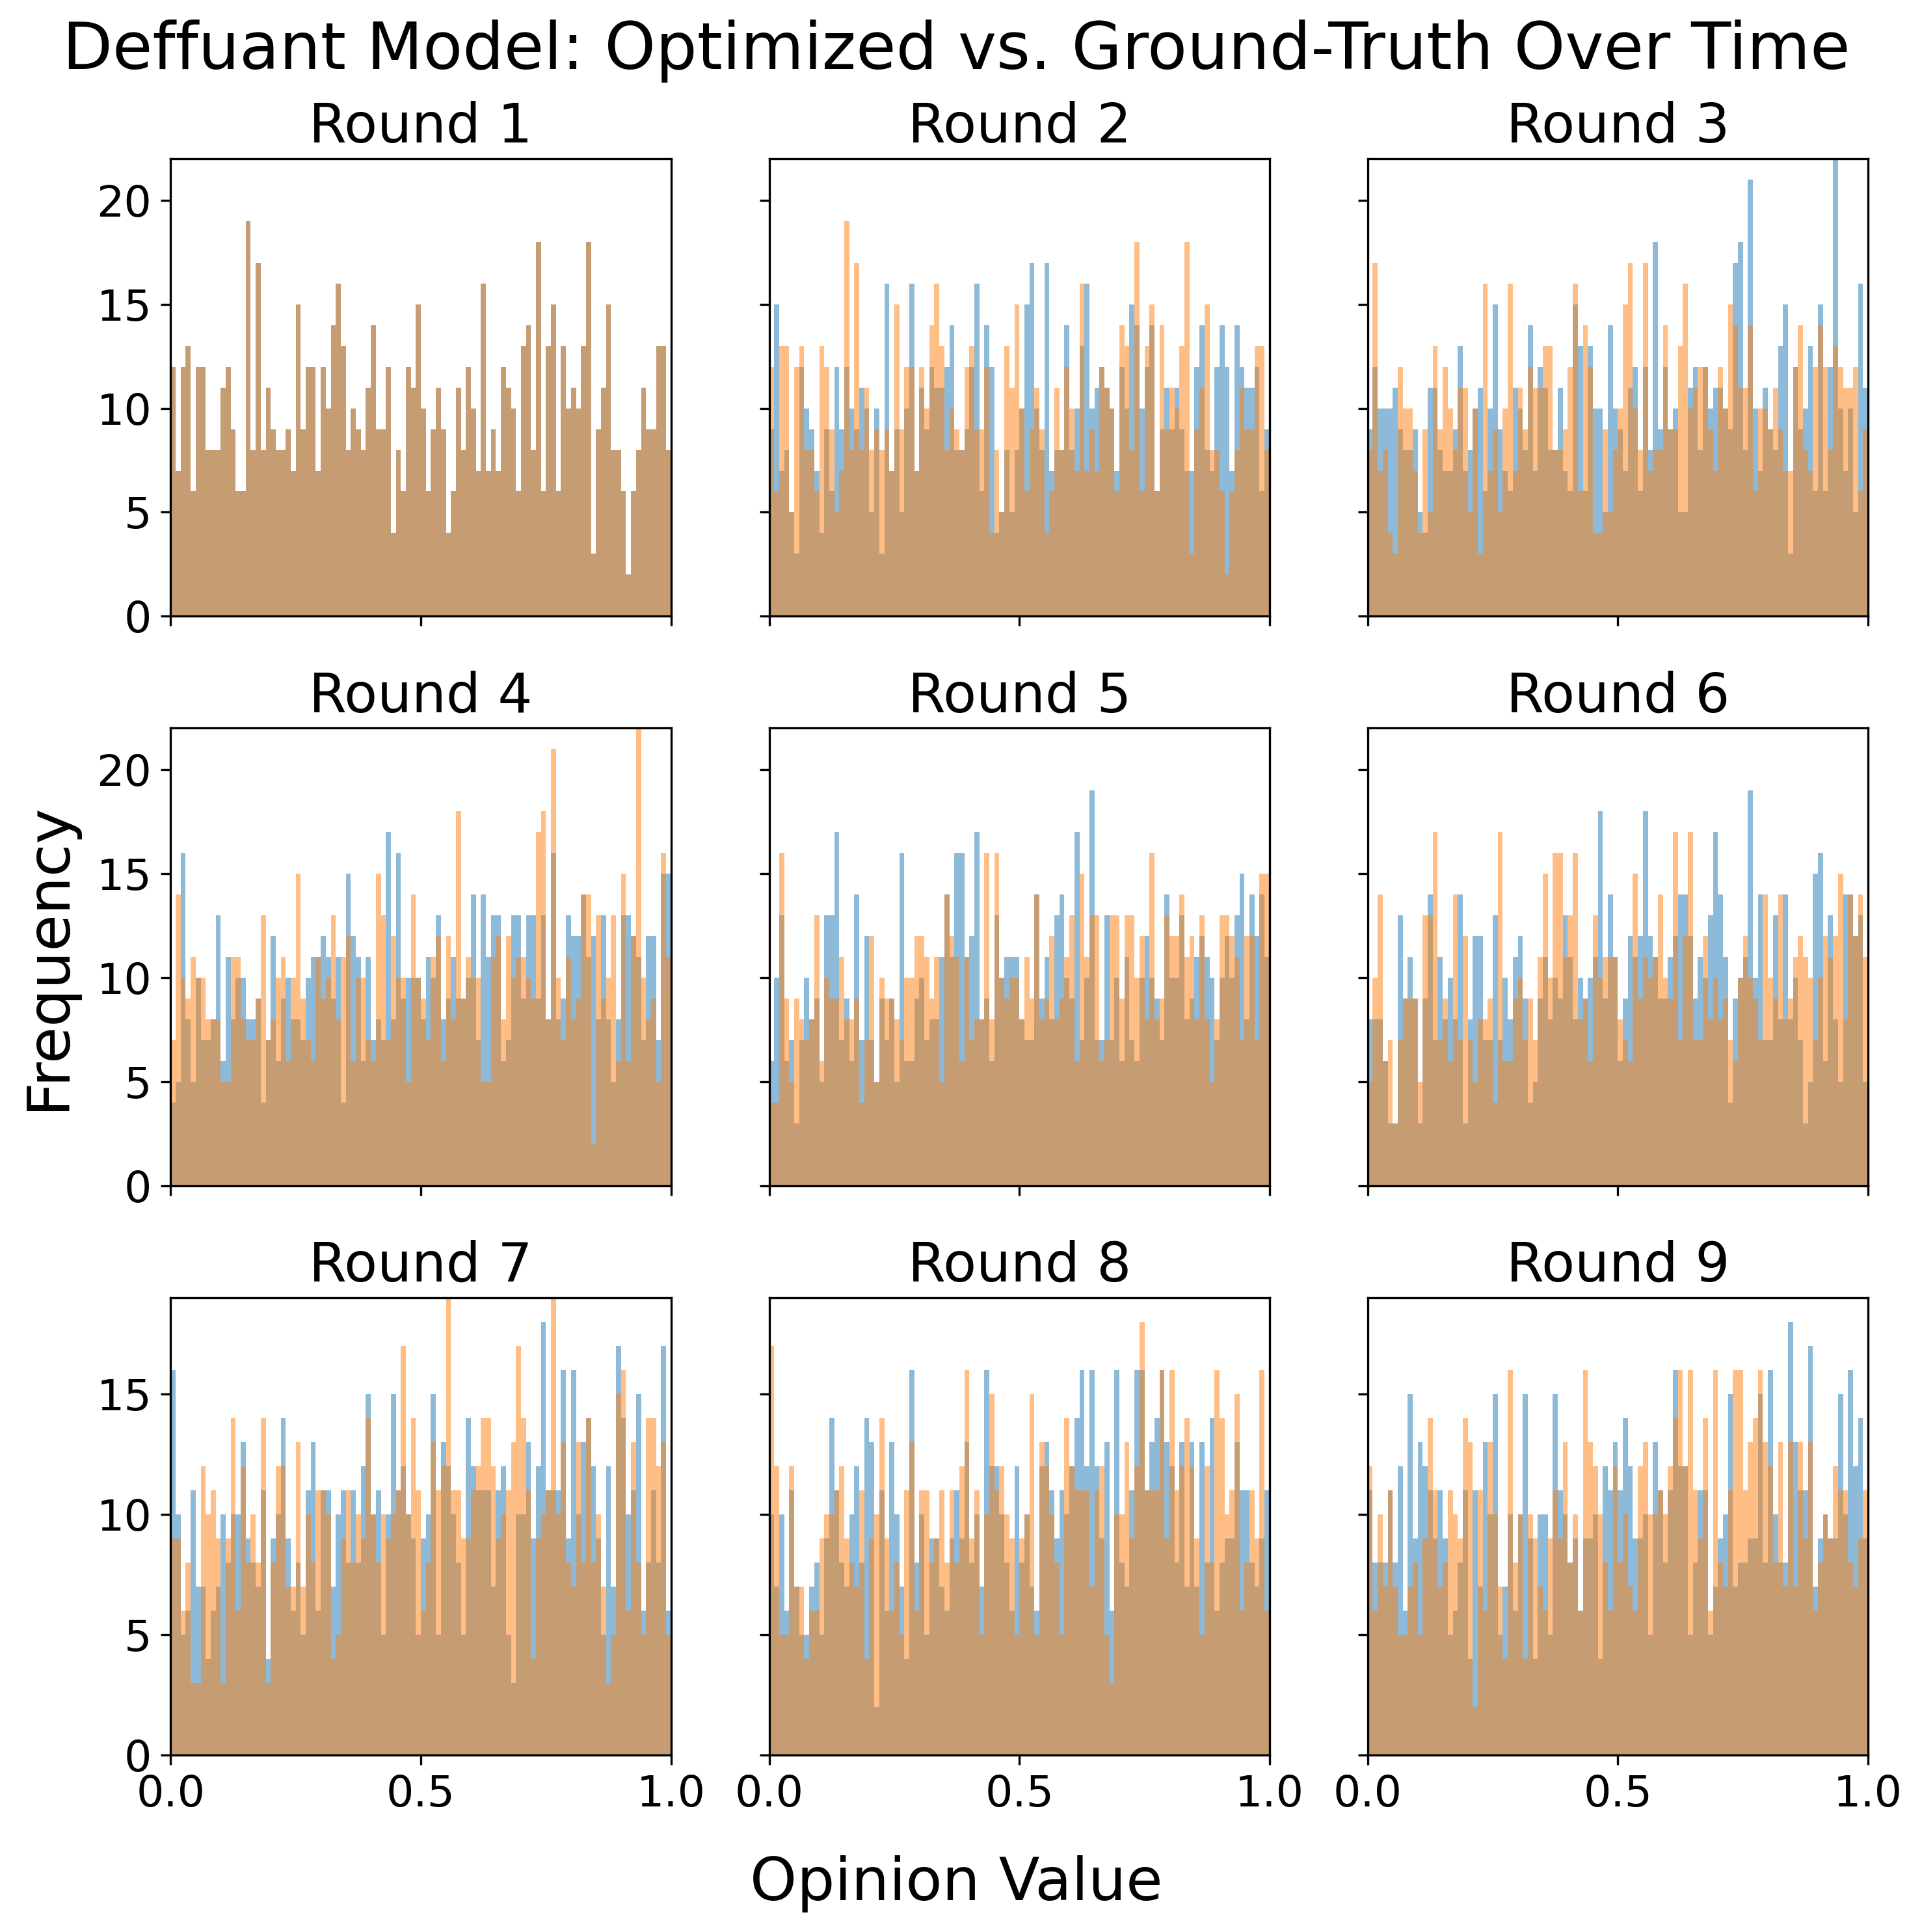 Deffuant Model: Optimized vs. Ground-Truth Over Time
Round 1
Round 2
Round 3
20
15
10
5
0
Round 4
Round 5
Round 6
20
15
10
5
0
Frequency
Round 7
Round 8
Round 9
15
10
5
0
0.0 0.5 1.0 0.0 0.5 1.0 0.0 0.5 1.0
Opinion Value